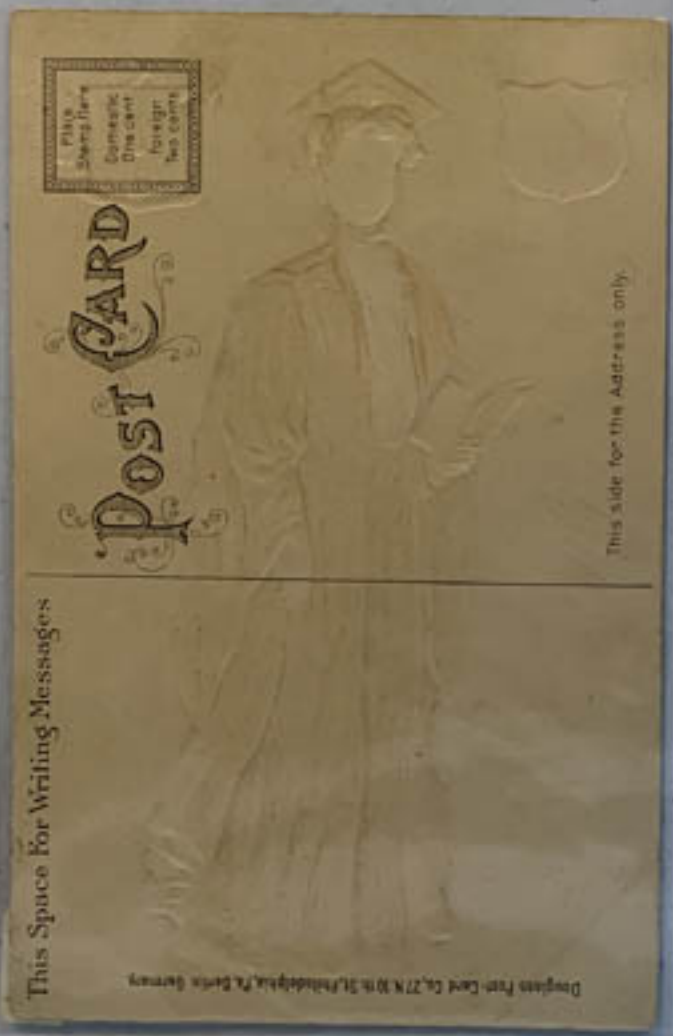 This Space For Writing Messages
POST CARD
Place
Stamp Here
Domestic
One cent
Foreign
Two cents
This side for the Address only.
Douglass Post-Card Co., 27 N. 10 th St., Philadelphia, Pa. Berlin Germany